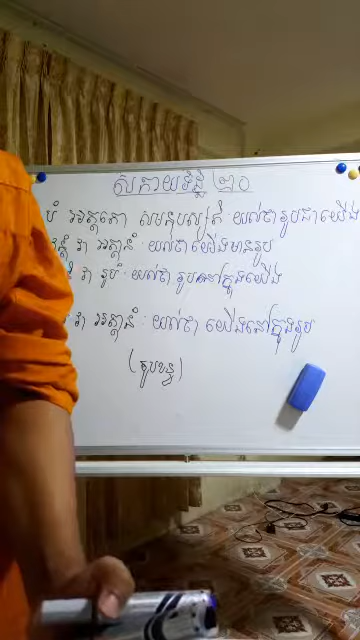 សក្កាយទិដ្ឋិ ២០
បំ អត្តតោ សមនុបស្សតិ យល់ថា រូបជាយើង
វា អត្តានំ : យល់ថា យើងមានរូប
វា រូបំ : យល់ថា រូបនៅក្នុងយើង
វា អត្តានំ : យល់ថា យើងនៅក្នុងរូប
(រូបខន្ធ)